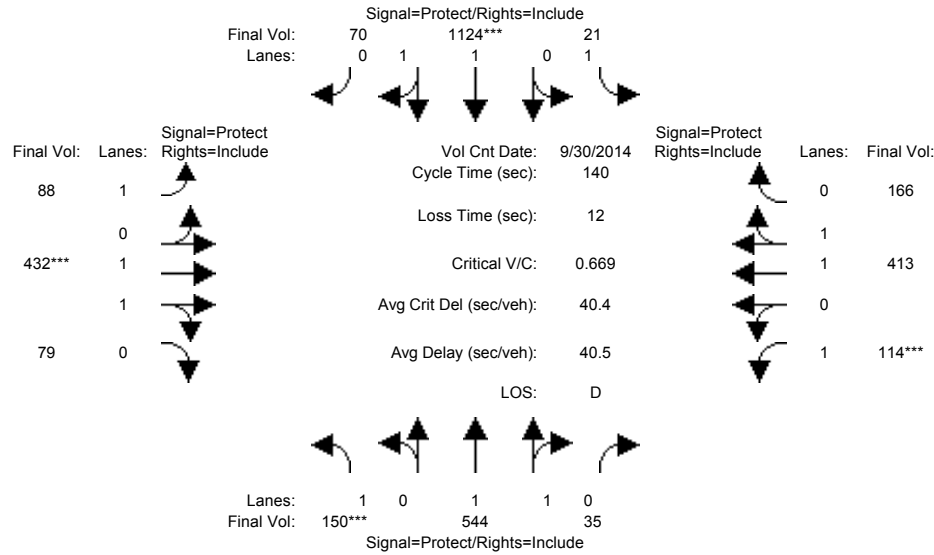 Signal=Protect/Rights=Include
Final Vol: 70 1124*** 21
Lanes: 0 1 1 0 1
Signal=Protect
Final Vol: Lanes: Rights=Include
Vol Cnt Date: 9/30/2014
Signal=Protect
Rights=Include Lanes: Final Vol:
Cycle Time (sec): 140
88 1
0 166
Loss Time (sec): 12
0
1
432*** 1
Critical V/C: 0.669
1 413
1
Avg Crit Del (sec/veh): 40.4
0
79 0
Avg Delay (sec/veh): 40.5
1 114***
LOS: D
Lanes: 1 0 1 1 0
Final Vol: 150*** 544 35
Signal=Protect/Rights=Include